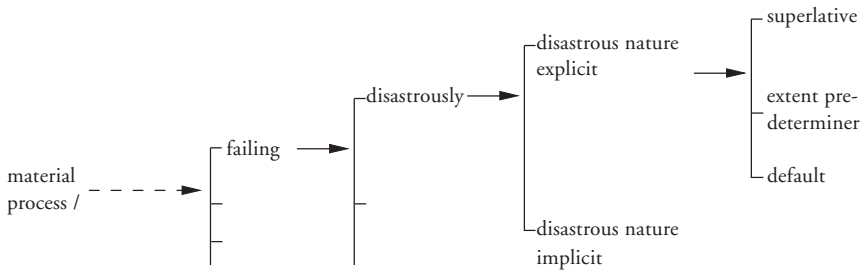 superlative
disastrous nature
explicit
disastrously
extent pre-
determiner
failing
material
process /
default
disastrous nature
implicit